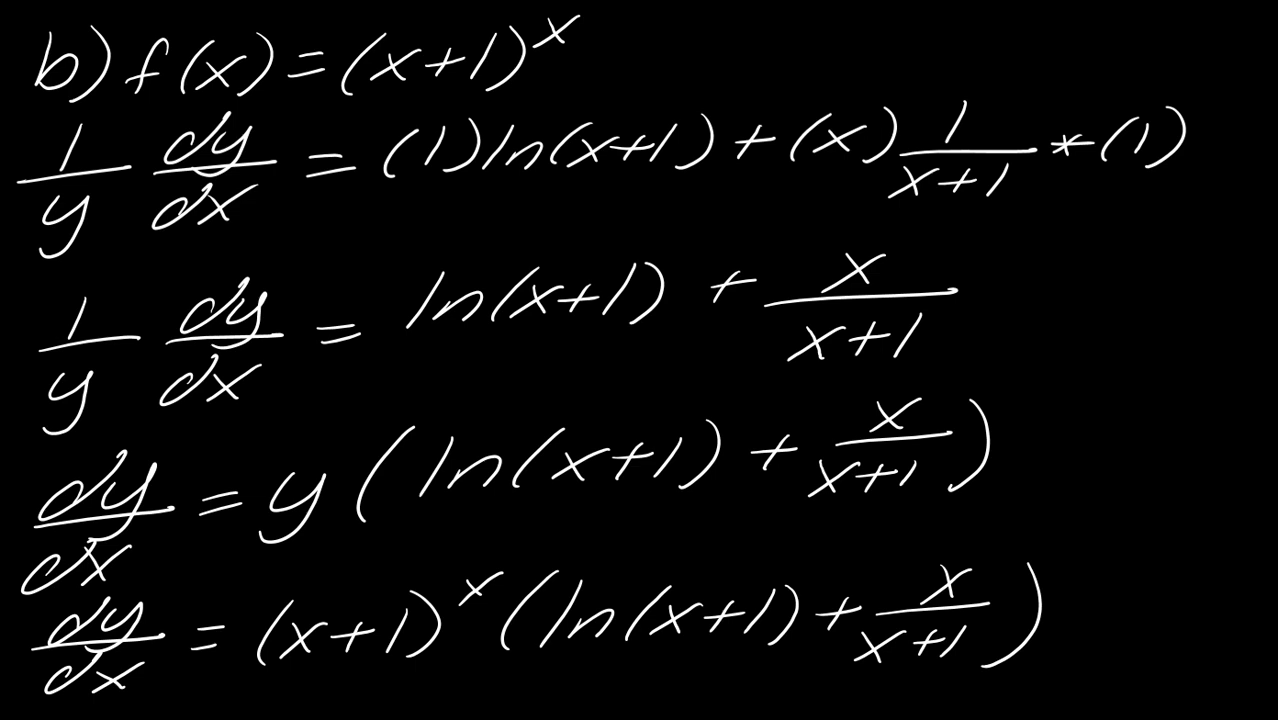 b) f(x) = (x+1)^x
1/y dy/dx = (1)ln(x+1) + (x) 1/(x+1) * (1)
1/y dy/dx = ln(x+1) + x/(x+1)
dy/dx = y(ln(x+1) + x/(x+1))
dy/dx = (x+1)^x (ln(x+1) + x/(x+1))